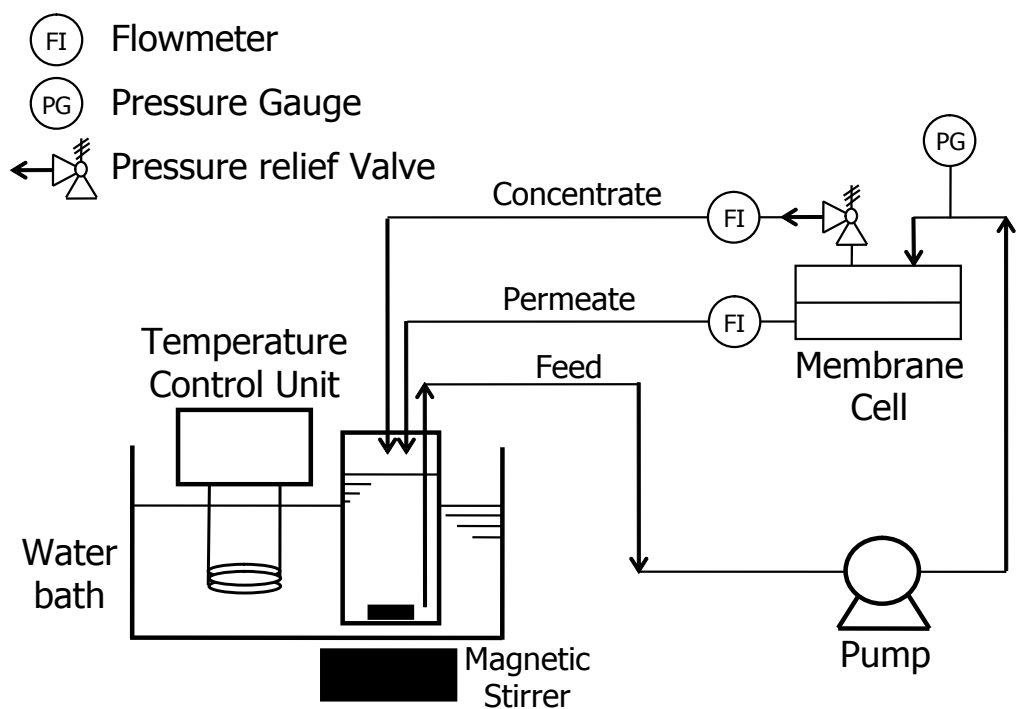 FI Flowmeter
PG Pressure Gauge
Pressure relief Valve
PG
Concentrate
FI
Permeate
FI
Temperature
Control Unit
Feed
Membrane
Cell
Water
bath
Pump
Magnetic
Stirrer